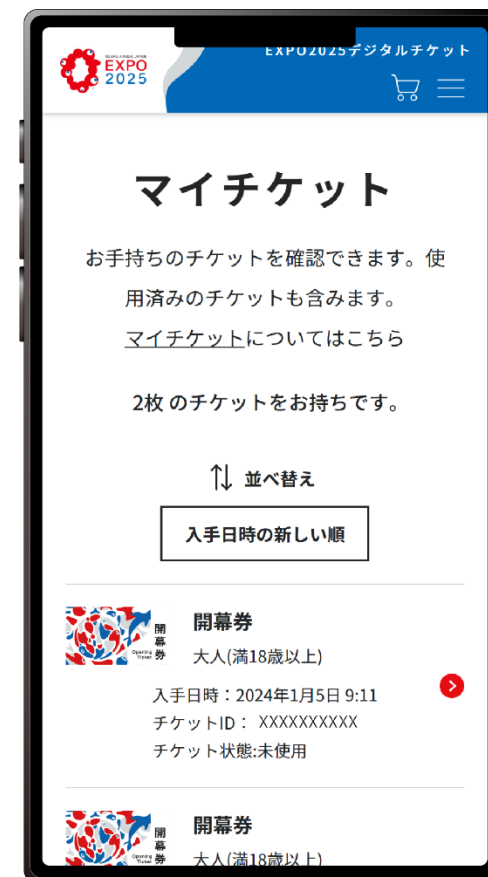 EXPO2025デジタルチケット
EXPO
2025
マイチケット
お手持ちのチケットを確認できます。使
用済みのチケットも含みます。
マイチケットについてはこちら
2枚 のチケットをお持ちです。
並べ替え
入手日時の新しい順
開幕券
Opening Ticket
開幕券
大人(満18歳以上)
入手日時：2024年1月5日 9:11
チケットID： XXXXXXXXXX
チケット状態:未使用
開幕券
Opening Ticket
開幕券
大人(満18歳以上)